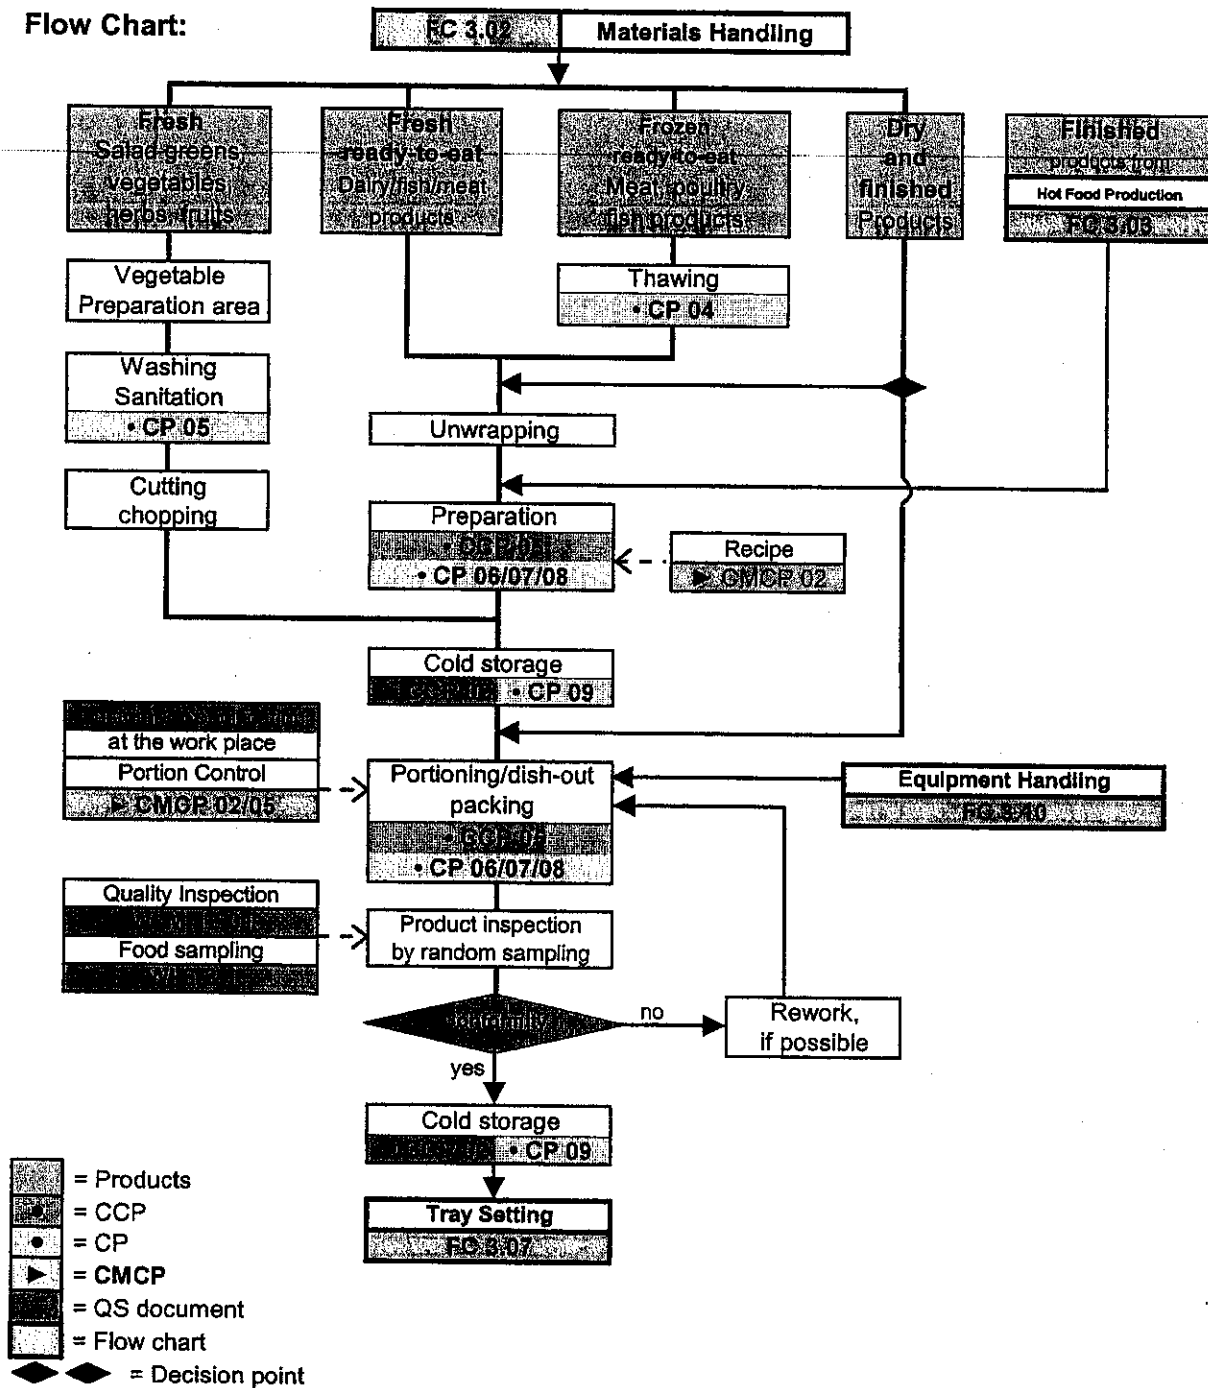 Flow Chart:
FC 3.02 Materials Handling
Fresh
Salad greens
vegetables
herbs, fruits
Fresh
ready-to-eat
Dairy/fish/meat
products
Frozen
ready-to-eat
Meat, poultry
fish products
Dry
and
finished
Products
Finished
products from
Hot Food Production
FC 3.03
Vegetable
Preparation area
Thawing
• CP 04
Washing
Sanitation
• CP 05
Unwrapping
Cutting
chopping
Preparation
• CP 06/07/08
Recipe
► CMCP 02
Cold storage
• CP 09
at the work place
Portion Control
► CMCP 02/05
Portioning/dish-out
packing
• CP 06/07/08
Equipment Handling
FC 3.10
Quality Inspection
Food sampling
Product inspection
by random sampling
no
Rework,
if possible
yes
Cold storage
• CP 09
Tray Setting
FC 3.07
= Products
• = CCP
• = CP
► = CMCP
= QS document
= Flow chart
= Decision point